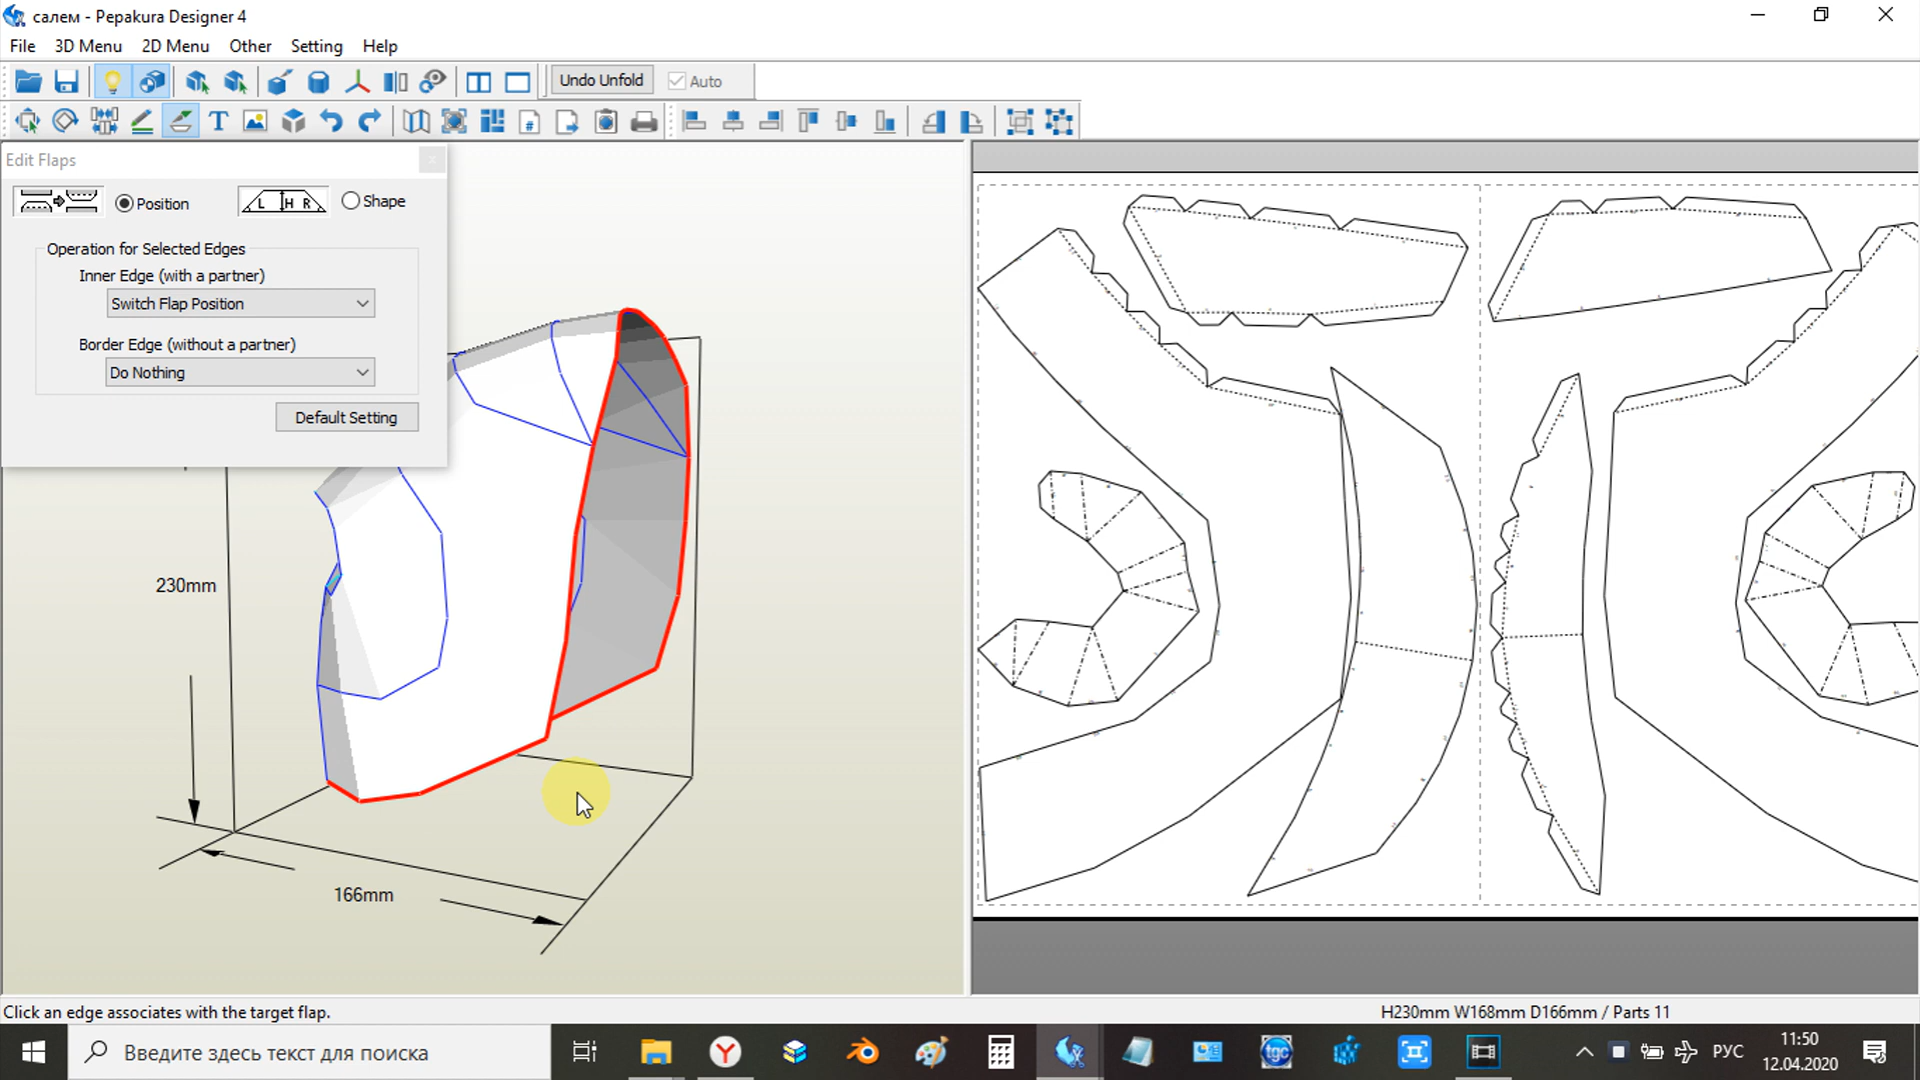 салем - Pepakura Designer 4
File 3D Menu 2D Menu Other Setting Help
Undo Unfold Auto
Edit Flaps
Position L H R Shape
Operation for Selected Edges
Inner Edge (with a partner)
Switch Flap Position
Border Edge (without a partner)
Do Nothing
Default Setting
230mm
166mm
Click an edge associates with the target flap.
H230mm W168mm D166mm / Parts 11
Введите здесь текст для поиска
tgc
РУС
11:50
12.04.2020